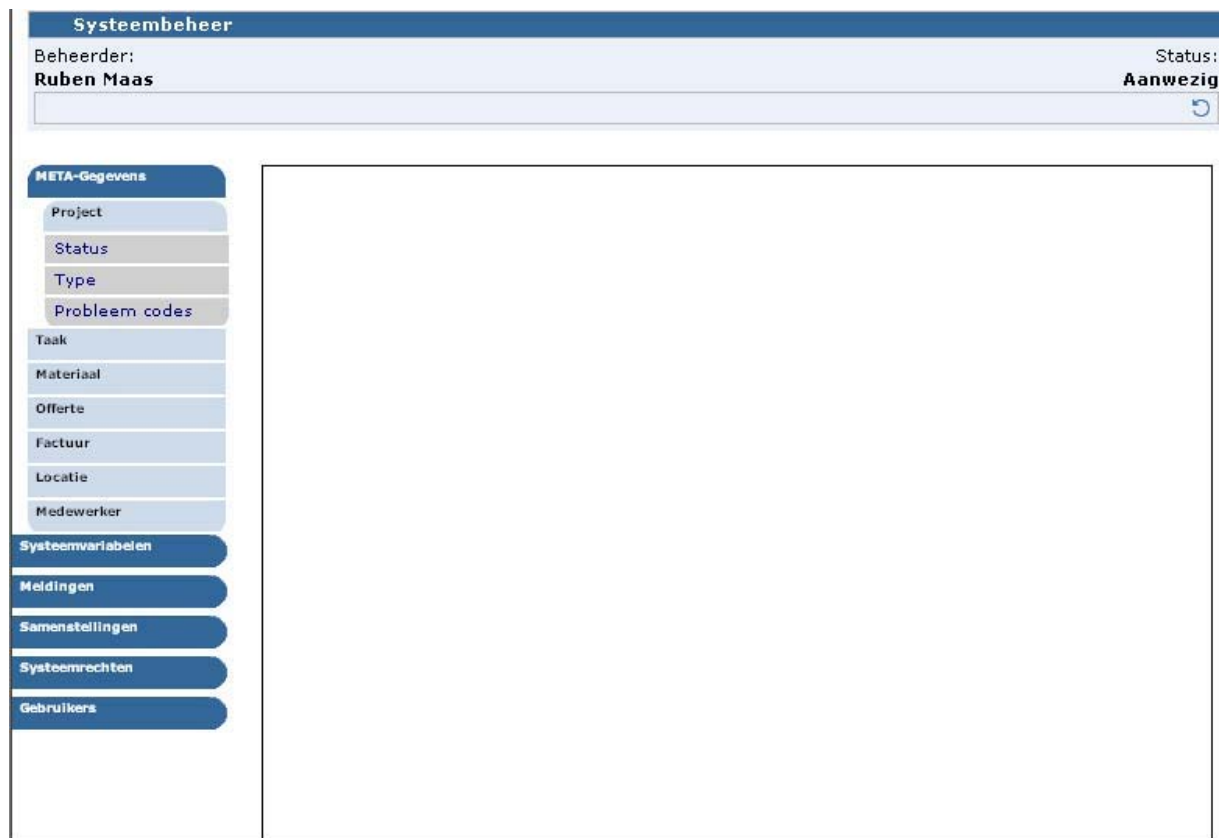 Systeembeheer
Beheerder: Status:
Ruben Maas Aanwezig
META-Gegevens
Project
Status
Type
Probleem codes
Taak
Materiaal
Offerte
Factuur
Locatie
Medewerker
Systeemvariabelen
Meldingen
Samenstellingen
Systeemrechten
Gebruikers